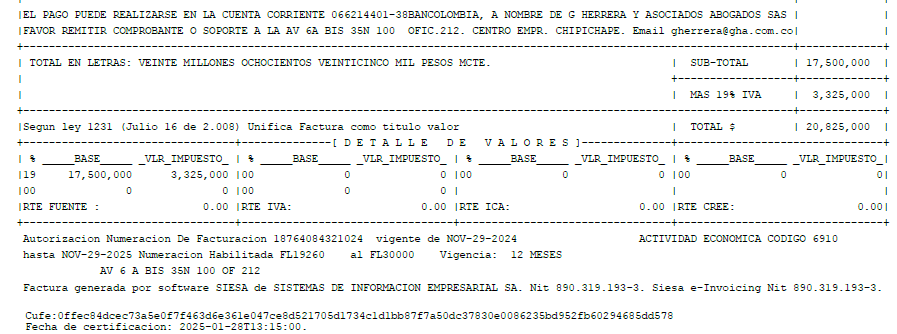 EL PAGO PUEDE REALIZARSE EN LA CUENTA CORRIENTE 066214401-38BANCOLOMBIA, A NOMBRE DE G HERRERA Y ASOCIADOS ABOGADOS SAS
FAVOR REMITIR COMPROBANTE O SOPORTE A LA AV 6A BIS 35N 100 OFIC.212. CENTRO EMPR. CHIPICHAPE. Email gherrera@gha.com.co
TOTAL EN LETRAS: VEINTE MILLONES OCHOCIENTOS VEINTICINCO MIL PESOS MCTE. | SUB-TOTAL | 17,500,000 |
| MAS 19% IVA | 3,325,000 |
Segun ley 1231 (Julio 16 de 2.008) Unifica Factura como titulo valor | TOTAL $ | 20,825,000 |
[ D E T A L L E D E V A L O R E S ]
| % _____BASE_____ _VLR_IMPUESTO_ | % _____BASE_____ _VLR_IMPUESTO_ | % _____BASE_____ _VLR_IMPUESTO_ | % _____BASE_____ _VLR_IMPUESTO_|
|19 17,500,000 3,325,000 |00 0 0 |00 0 0 |00 0 0|
|00 0 0 |00 0 0 | | |
|RTE FUENTE : 0.00 |RTE IVA: 0.00 |RTE ICA: 0.00 |RTE CREE: 0.00|
Autorizacion Numeracion De Facturacion 18764084321024 vigente de NOV-29-2024 ACTIVIDAD ECONOMICA CODIGO 6910
hasta NOV-29-2025 Numeracion Habilitada FL19260 al FL30000 Vigencia: 12 MESES
AV 6 A BIS 35N 100 OF 212
Factura generada por software SIESA de SISTEMAS DE INFORMACION EMPRESARIAL SA. Nit 890.319.193-3. Siesa e-Invoicing Nit 890.319.193-3.
Cufe:0ffec84dcec73a5e0f7f463d6e361e047ce8d521705d1734c1d1bb87f7a50dc37830e0086235bd952fb60294685dd578
Fecha de certificacion: 2025-01-28T13:15:00.